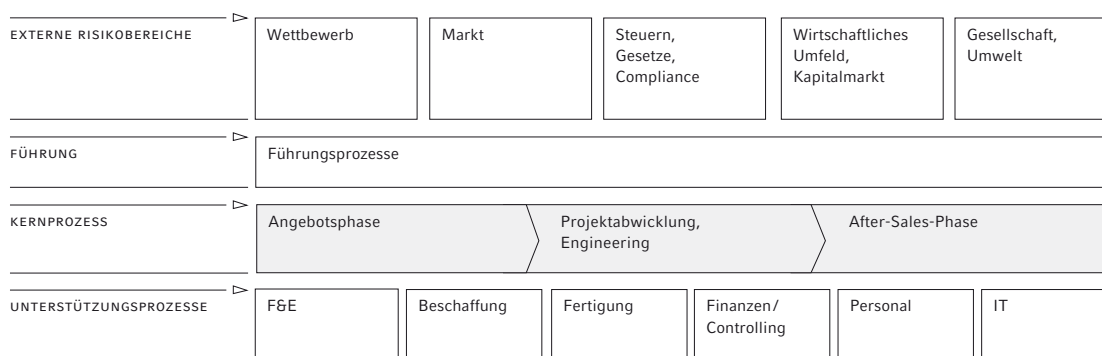 EXTERNE RISIKOBEREICHE
Wettbewerb
Markt
Steuern,
Gesetze,
Compliance
Wirtschaftliches
Umfeld,
Kapitalmarkt
Gesellschaft,
Umwelt
FÜHRUNG
Führungsprozesse
KERNPROZESS
Angebotsphase
Projektabwicklung,
Engineering
After-Sales-Phase
UNTERSTÜTZUNGSPROZESSE
F&E
Beschaffung
Fertigung
Finanzen/
Controlling
Personal
IT